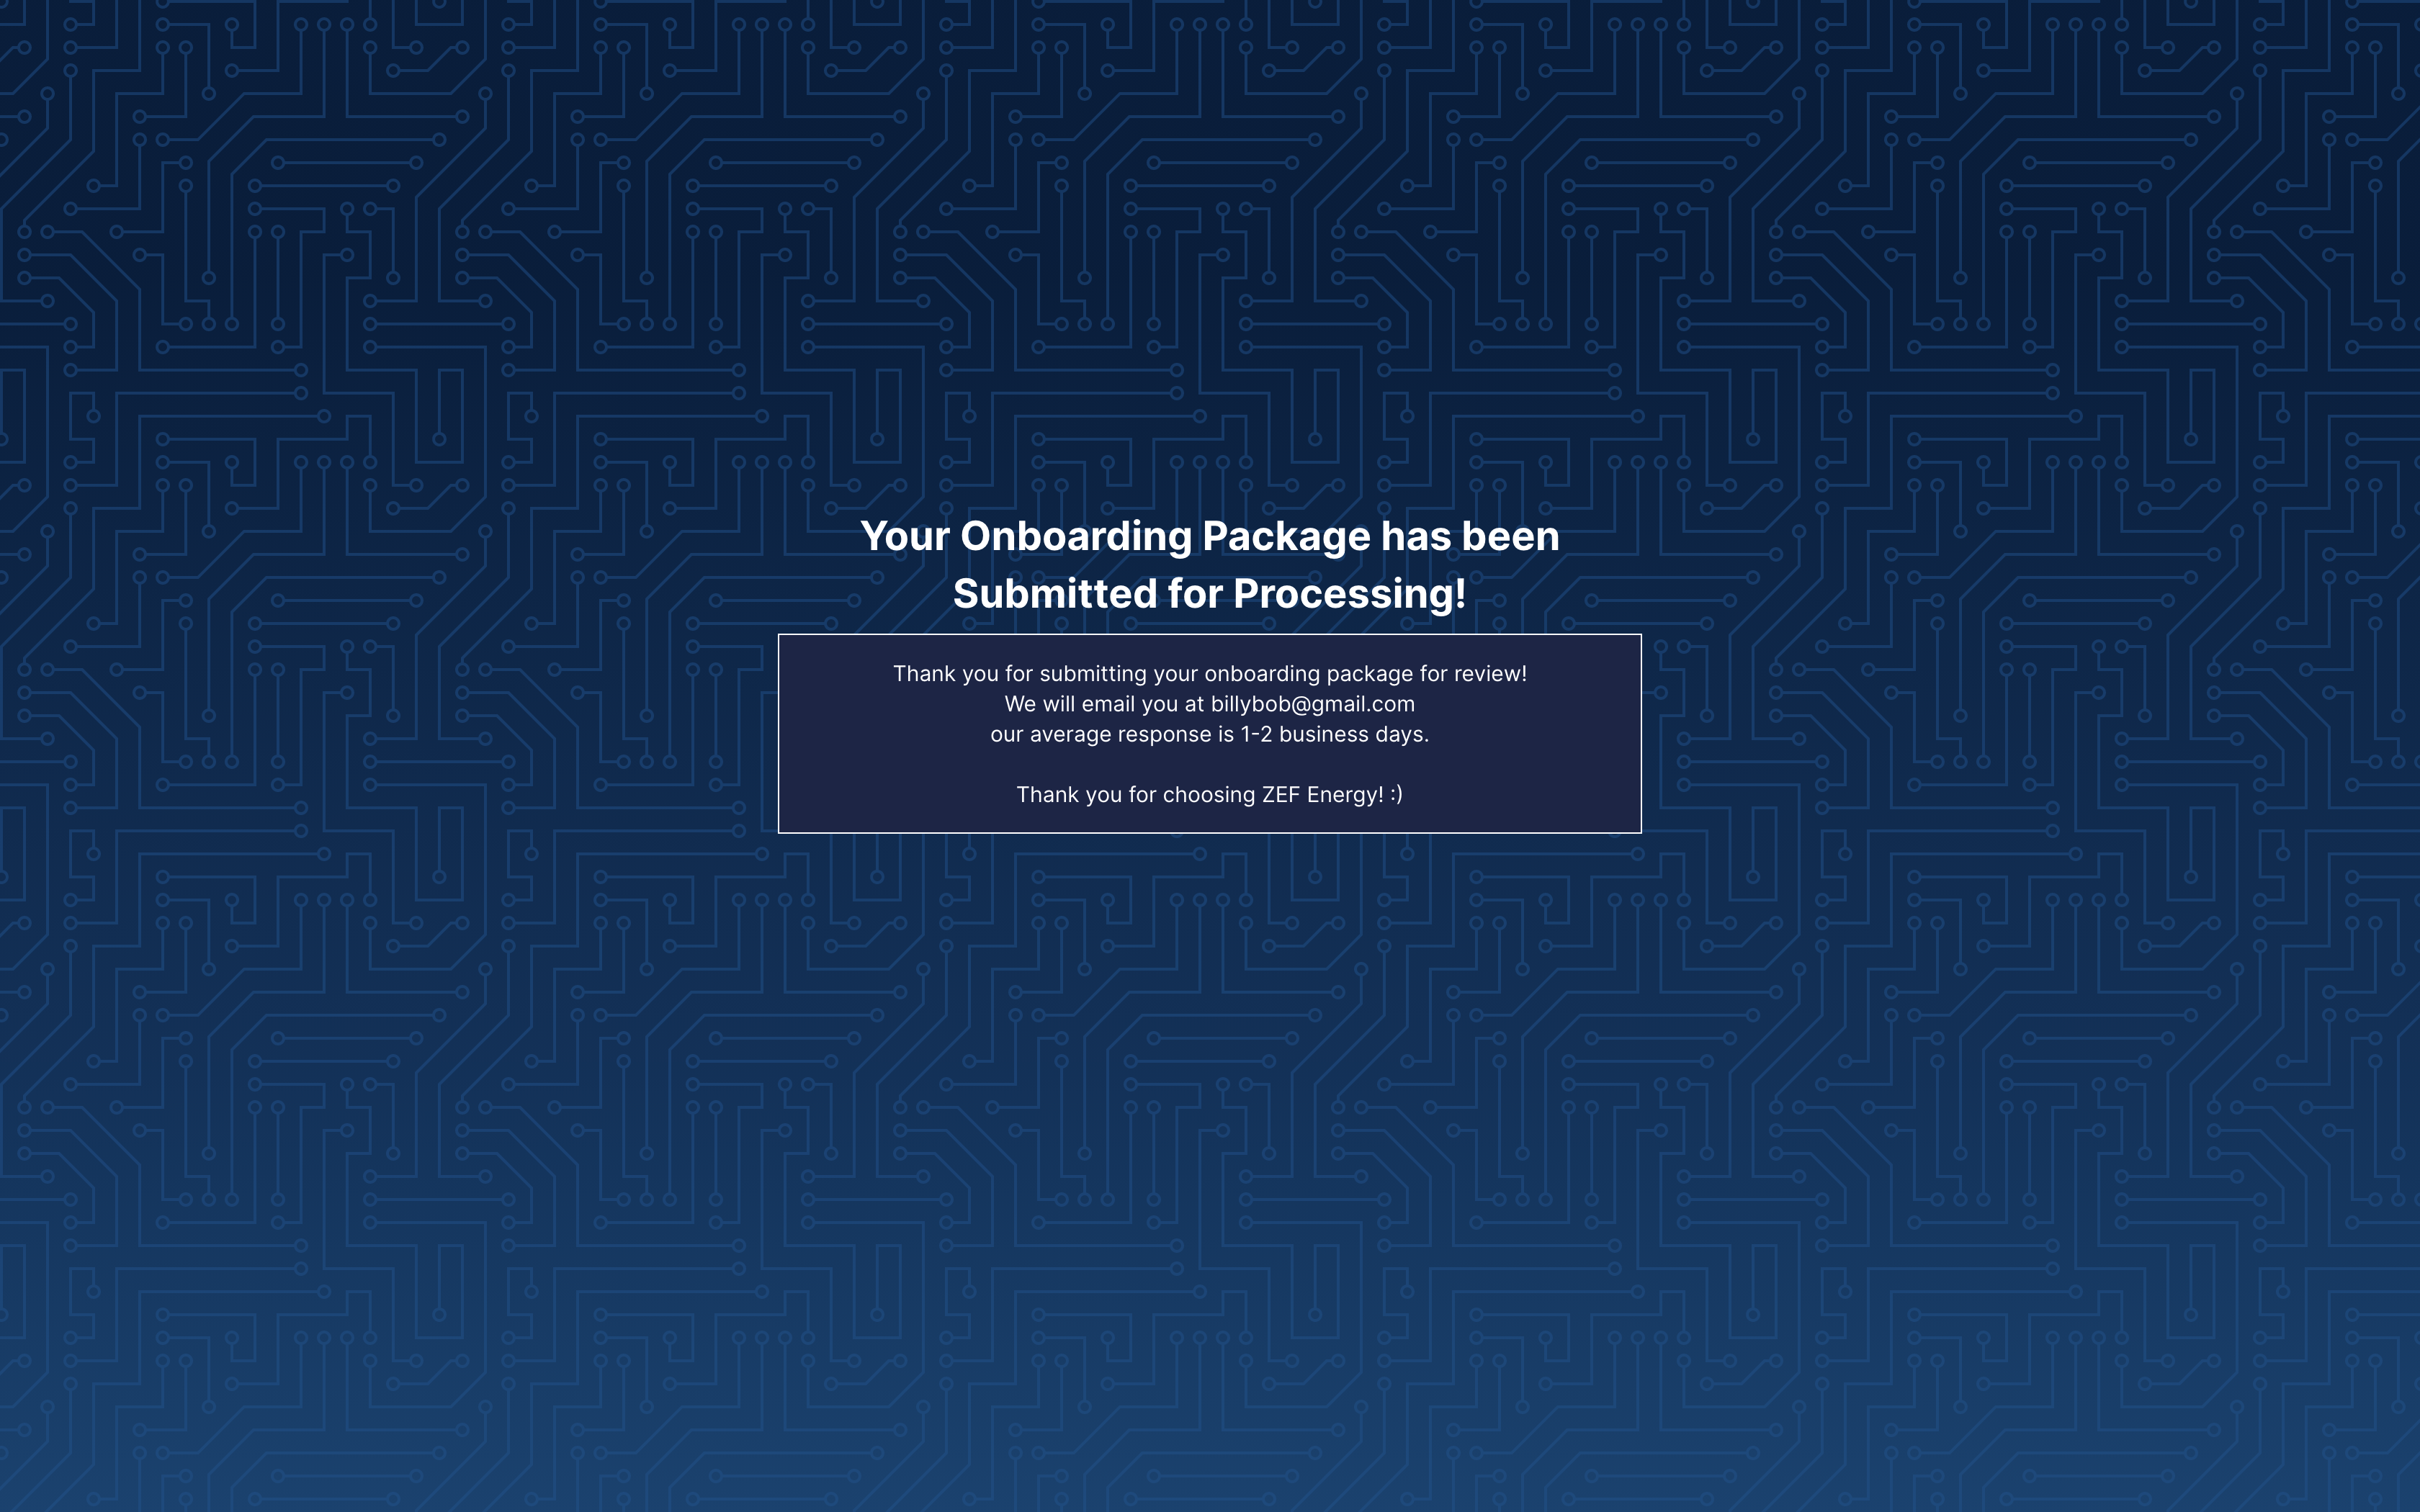 Your Onboarding Package has been
Submitted for Processing!
Thank you for submitting your onboarding package for review!
We will email you at billybob@gmail.com
our average response is 1-2 business days.
Thank you for choosing ZEF Energy! :)